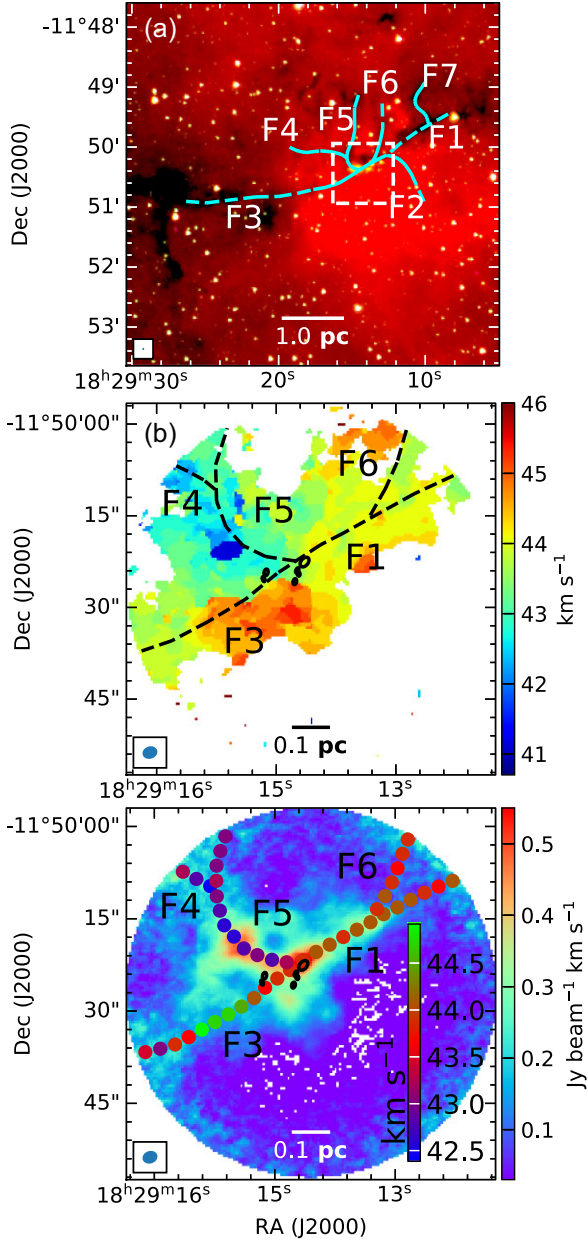 (a)
-11°48'
49'
50'
51'
52'
53'
Dec (J2000)
F6
F7
F5
F4
F1
F3
F2
1.0 pc
18ʰ29ᵐ30ˢ
20ˢ
10ˢ
(b)
-11°50'00"
15"
30"
45"
Dec (J2000)
F6
F4
F5
F1
F3
0.1 pc
18ʰ29ᵐ16ˢ
15ˢ
13ˢ
46
45
44
43
42
41
km s⁻¹
-11°50'00"
15"
30"
45"
Dec (J2000)
F6
F4
F5
F1
F3
44.5
44.0
43.5
43.0
42.5
km s⁻¹
0.1 pc
18ʰ29ᵐ16ˢ
15ˢ
13ˢ
RA (J2000)
0.5
0.4
0.3
0.2
0.1
Jy beam⁻¹ km s⁻¹